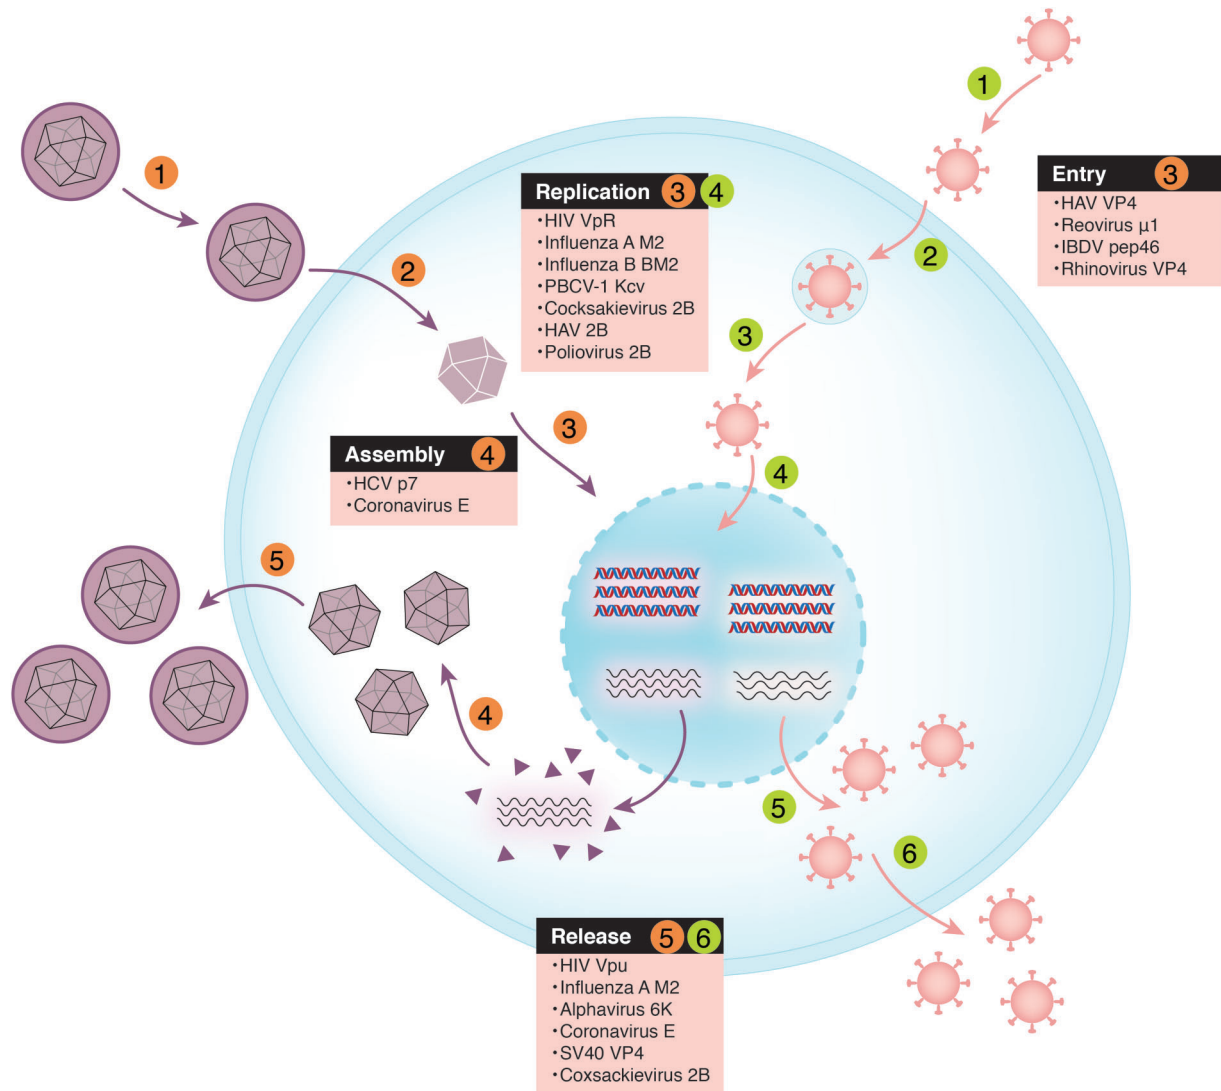 1
1
Entry 3
•HAV VP4
•Reovirus μ1
•IBDV pep46
•Rhinovirus VP4
Replication 3 4
•HIV VpR
•Influenza A M2
•Influenza B BM2
•PBCV-1 Kcv
•Cocksakievirus 2B
•HAV 2B
•Poliovirus 2B
2
2
3
3
Assembly 4
•HCV p7
•Coronavirus E
4
5
4
5
6
Release 5 6
•HIV Vpu
•Influenza A M2
•Alphavirus 6K
•Coronavirus E
•SV40 VP4
•Coxsackievirus 2B